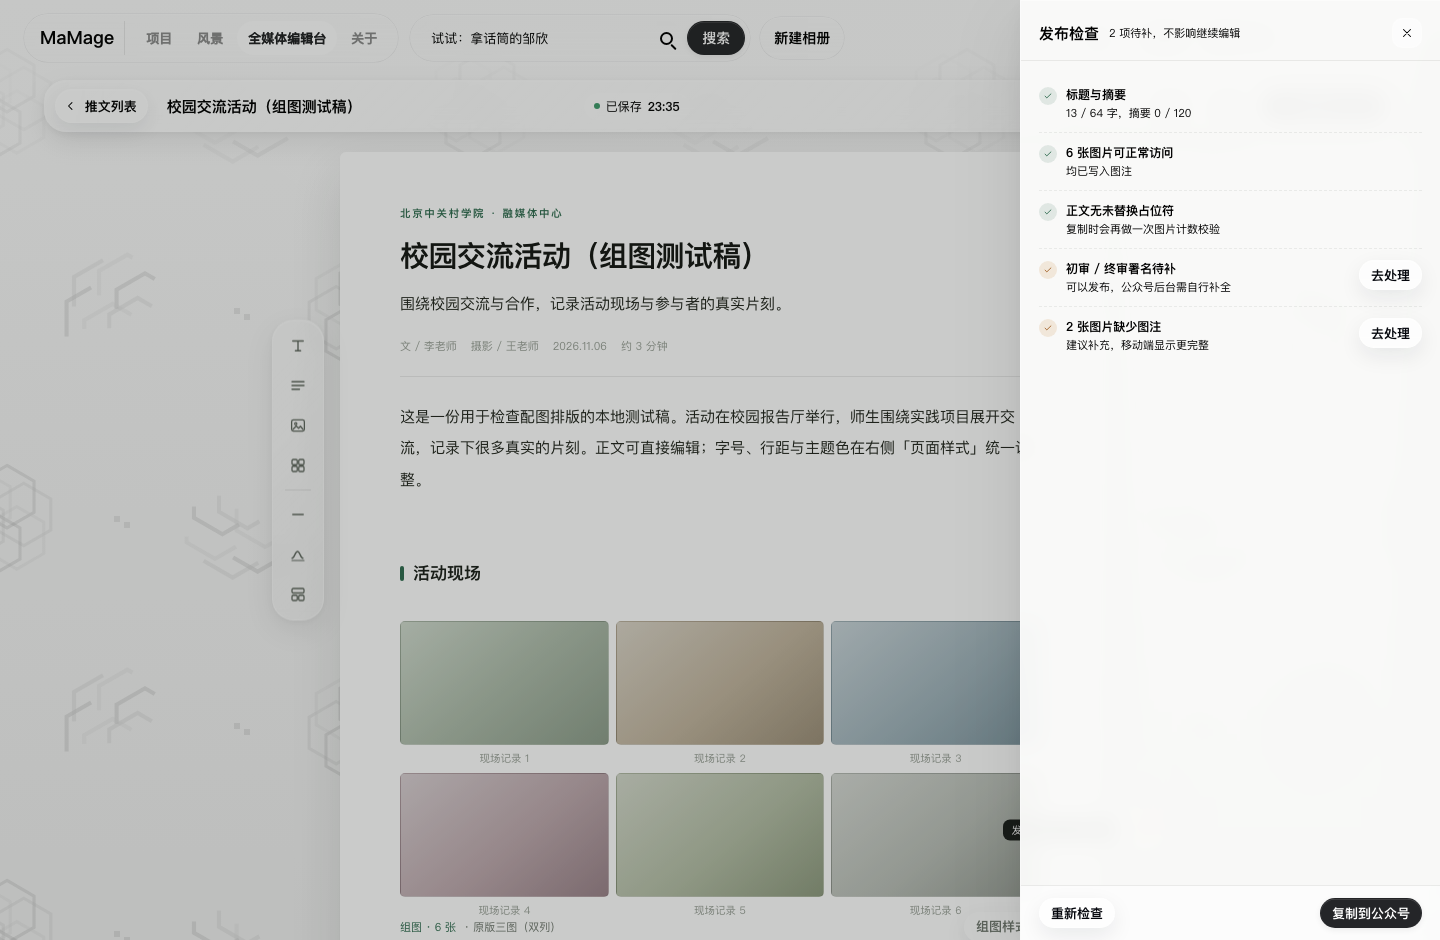 MaMage
项目
风景
全媒体编辑台
关于
试试：拿话筒的邹欣
搜索
新建相册
推文列表
校园交流活动（组图测试稿）
已保存 23:35
北京中关村学院 · 融媒体中心
校园交流活动（组图测试稿）
围绕校园交流与合作，记录活动现场与参与者的真实片刻。
文 / 李老师 摄影 / 王老师 2026.11.06 约 3 分钟
这是一份用于检查配图排版的本地测试稿。活动在校园报告厅举行，师生围绕实践项目展开交
流，记录下很多真实的片刻。正文可直接编辑；字号、行距与主题色在右侧「页面样式」统一
整。
活动现场
现场记录 1
现场记录 2
现场记录 3
现场记录 4
现场记录 5
现场记录 6
组图 · 6 张 · 原版三图（双列）
组图样式
发布检查 2 项待补，不影响继续编辑
标题与摘要
13 / 64 字，摘要 0 / 120
6 张图片可正常访问
均已写入图注
正文无未替换占位符
复制时会再做一次图片计数校验
初审 / 终审署名待补
可以发布，公众号后台需自行补全
去处理
2 张图片缺少图注
建议补充，移动端显示更完整
去处理
重新检查
复制到公众号